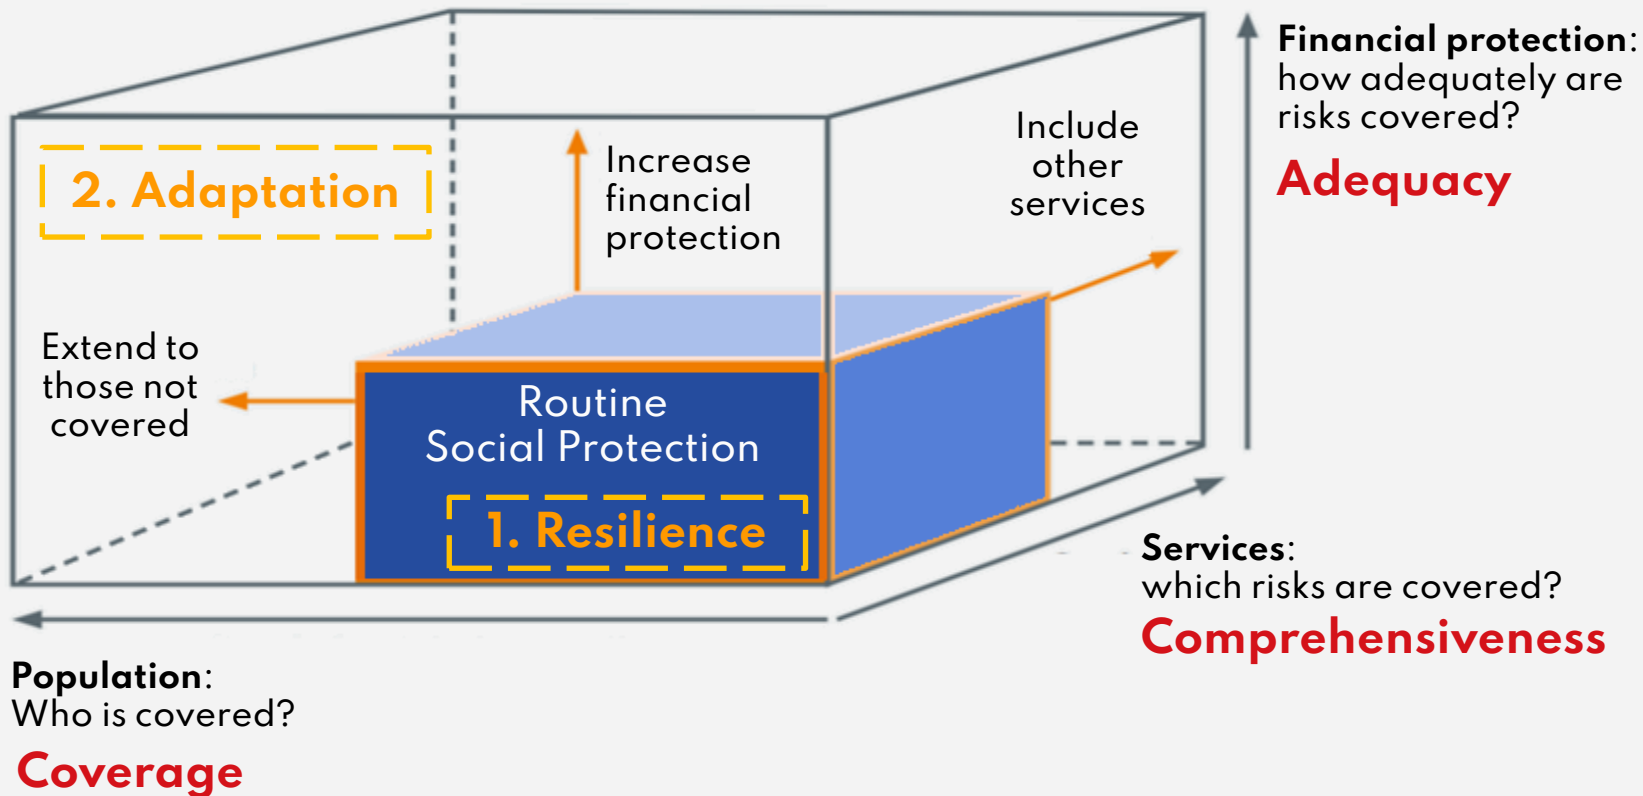 Financial protection:
how adequately are
risks covered?
Adequacy
Include
other
services
Increase
financial
protection
2. Adaptation
Extend to
those not
covered
Routine
Social Protection
1. Resilience
Services:
which risks are covered?
Comprehensiveness
Population:
Who is covered?
Coverage